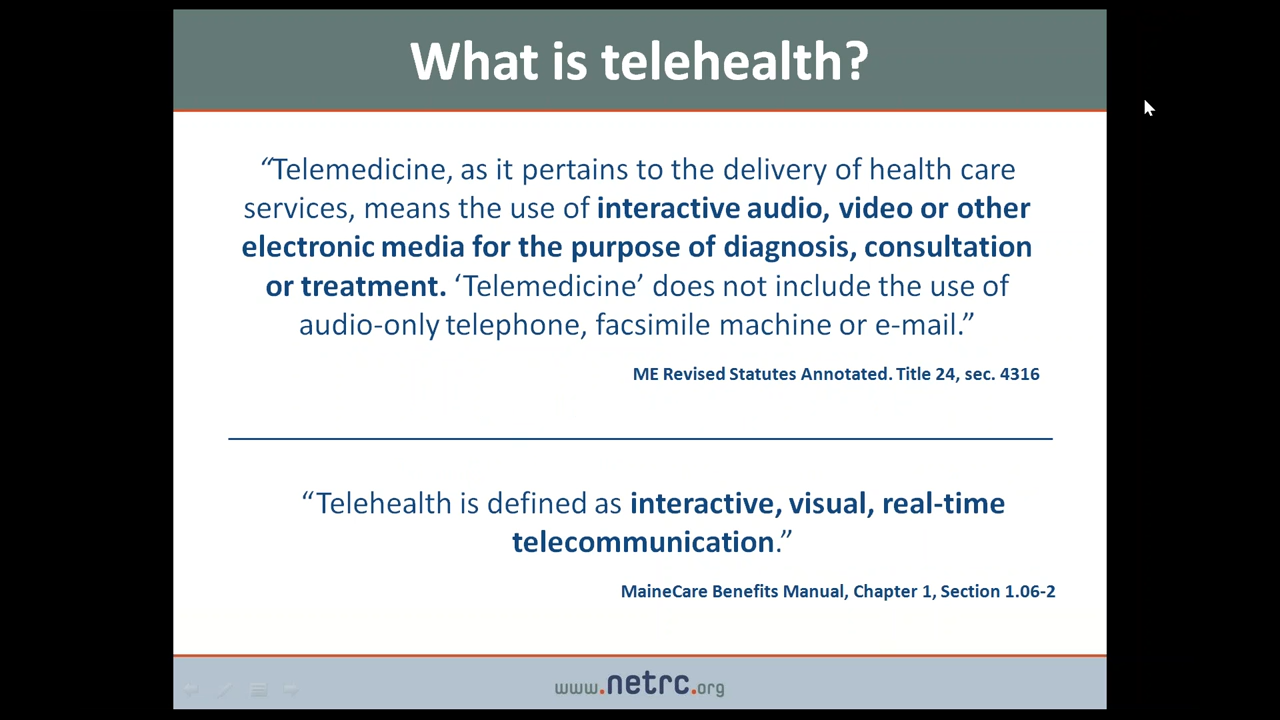 What is telehealth?
“Telemedicine, as it pertains to the delivery of health care
services, means the use of interactive audio, video or other
electronic media for the purpose of diagnosis, consultation
or treatment. ‘Telemedicine’ does not include the use of
audio-only telephone, facsimile machine or e-mail.”
ME Revised Statutes Annotated. Title 24, sec. 4316
“Telehealth is defined as interactive, visual, real-time
telecommunication.”
MaineCare Benefits Manual, Chapter 1, Section 1.06-2
www.netrc.org